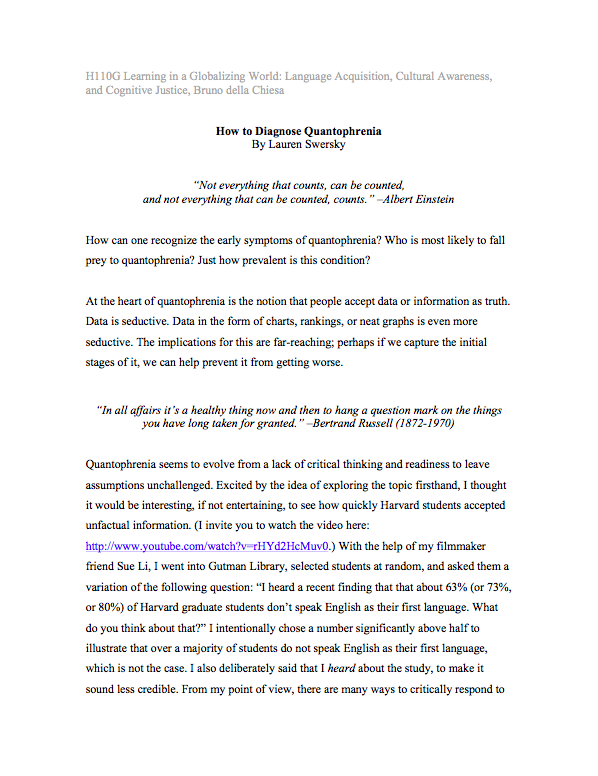 H110G Learning in a Globalizing World: Language Acquisition, Cultural Awareness,
and Cognitive Justice, Bruno della Chiesa
How to Diagnose Quantophrenia
By Lauren Swersky
“Not everything that counts, can be counted,
and not everything that can be counted, counts.” –Albert Einstein
How can one recognize the early symptoms of quantophrenia? Who is most likely to fall
prey to quantophrenia? Just how prevalent is this condition?
At the heart of quantophrenia is the notion that people accept data or information as truth.
Data is seductive. Data in the form of charts, rankings, or neat graphs is even more
seductive. The implications for this are far-reaching; perhaps if we capture the initial
stages of it, we can help prevent it from getting worse.
“In all affairs it’s a healthy thing now and then to hang a question mark on the things
you have long taken for granted.” –Bertrand Russell (1872-1970)
Quantophrenia seems to evolve from a lack of critical thinking and readiness to leave
assumptions unchallenged. Excited by the idea of exploring the topic firsthand, I thought
it would be interesting, if not entertaining, to see how quickly Harvard students accepted
unfactual information. (I invite you to watch the video here:
http://www.youtube.com/watch?v=rHYd2HcMuv0.) With the help of my filmmaker
friend Sue Li, I went into Gutman Library, selected students at random, and asked them a
variation of the following question: “I heard a recent finding that that about 63% (or 73%,
or 80%) of Harvard graduate students don’t speak English as their first language. What
do you think about that?” I intentionally chose a number significantly above half to
illustrate that over a majority of students do not speak English as their first language,
which is not the case. I also deliberately said that I heard about the study, to make it
sound less credible. From my point of view, there are many ways to critically respond to